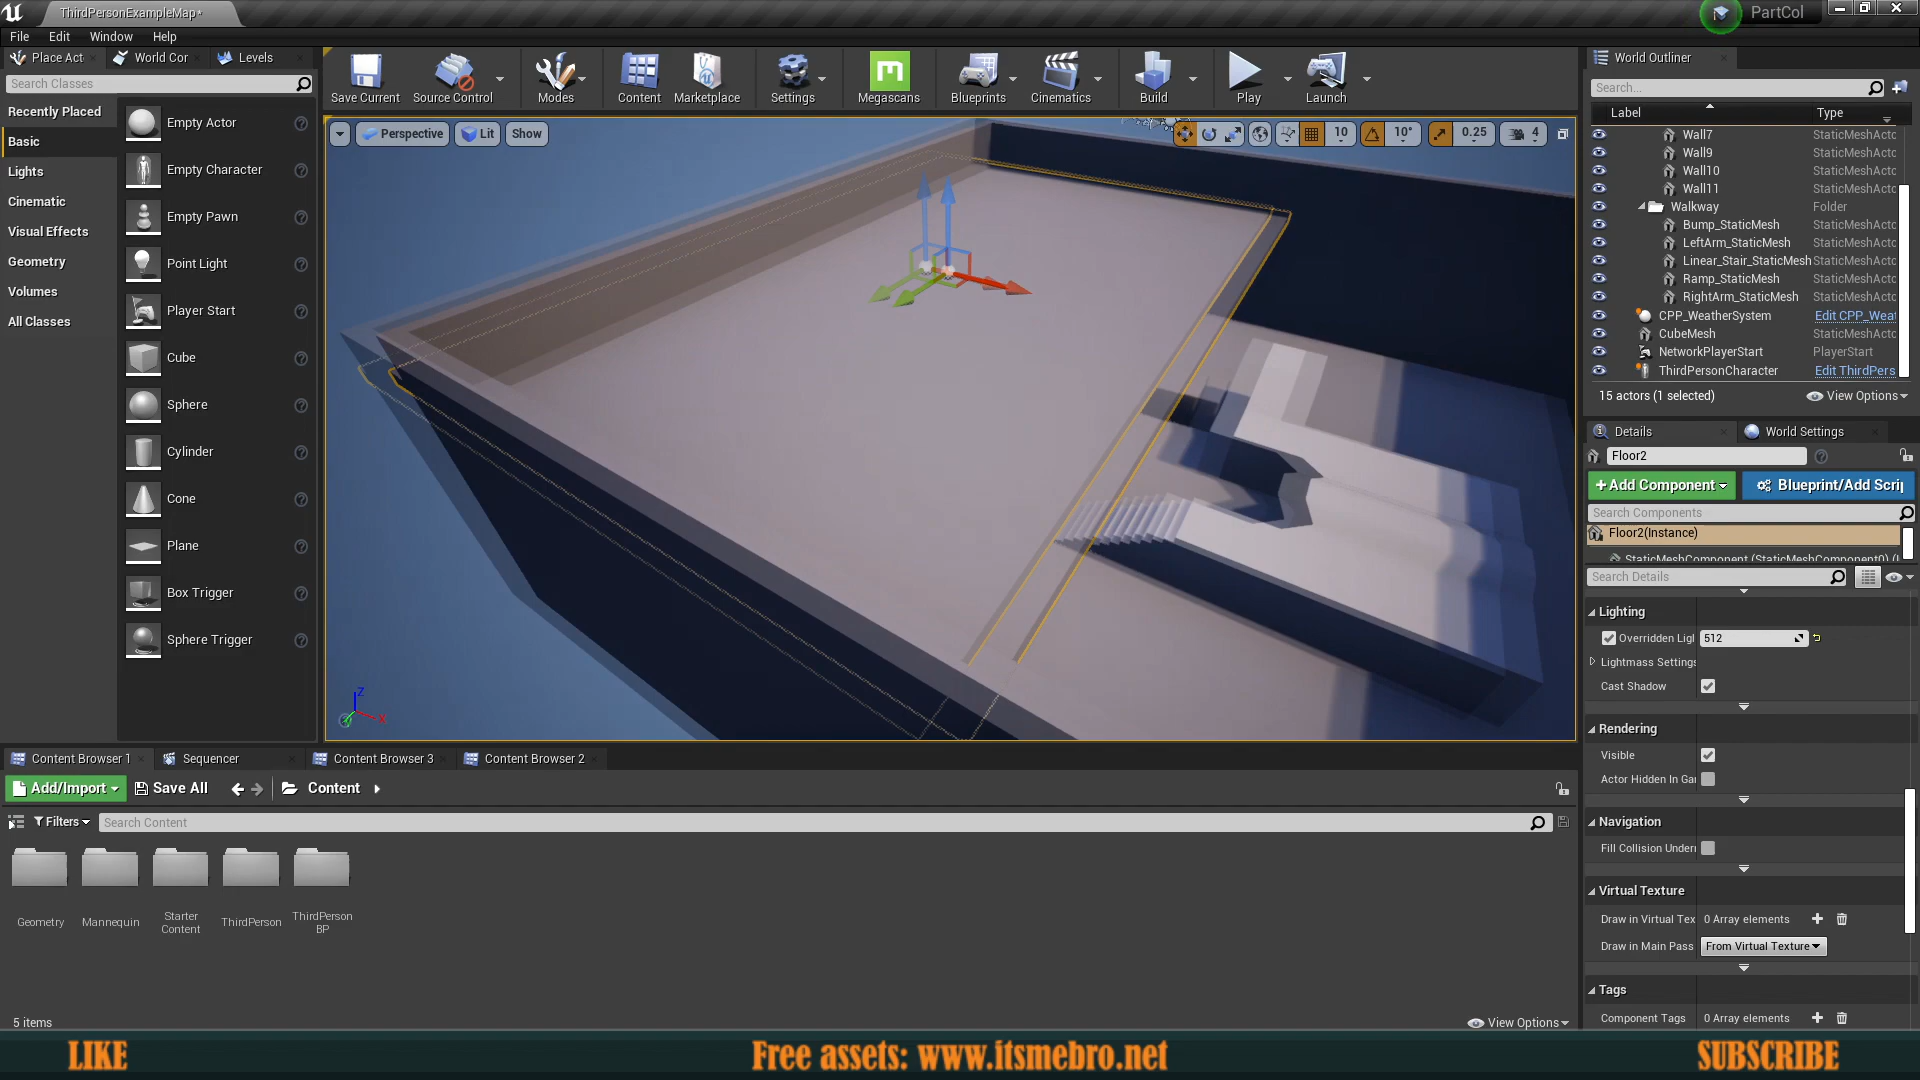 ThirdPersonExampleMap*
PartCol
File
Edit
Window
Help
Place Act
World Cor
Levels
Search Classes
Recently Placed
Basic
Lights
Cinematic
Visual Effects
Geometry
Volumes
All Classes
Empty Actor
Empty Character
Empty Pawn
Point Light
Player Start
Cube
Sphere
Cylinder
Cone
Plane
Box Trigger
Sphere Trigger
Save Current
Source Control
Modes
Content
Marketplace
Settings
Megascans
Blueprints
Cinematics
Build
Play
Launch
Perspective
Lit
Show
10
10°
0.25
4
Z
X
World Outliner
Search...
Label
Type
Wall7
StaticMeshActo
Wall9
StaticMeshActo
Wall10
StaticMeshActo
Wall11
StaticMeshActo
Walkway
Folder
Bump_StaticMesh
StaticMeshActo
LeftArm_StaticMesh
StaticMeshActo
Linear_Stair_StaticMesh
StaticMeshActo
Ramp_StaticMesh
StaticMeshActo
RightArm_StaticMesh
StaticMeshActo
CPP_WeatherSystem
Edit CPP_Weat
CubeMesh
StaticMeshActo
NetworkPlayerStart
PlayerStart
ThirdPersonCharacter
Edit ThirdPers
15 actors (1 selected)
View Options
Details
World Settings
Floor2
+Add Component
Blueprint/Add Scrip
Search Components
Floor2(Instance)
StaticMeshComponent (StaticMeshComponent0) (I
Search Details
Lighting
Overridden Ligl
512
Lightmass Settings
Cast Shadow
Rendering
Visible
Actor Hidden In Gar
Navigation
Fill Collision Undern
Virtual Texture
Draw in Virtual Tex
0 Array elements
Draw in Main Pass
From Virtual Texture
Tags
Component Tags
0 Array elements
Content Browser 1
Sequencer
Content Browser 3
Content Browser 2
Add/Import
Save All
Content
Filters
Search Content
Geometry
Mannequin
Starter
Content
ThirdPerson
ThirdPerson
BP
5 items
View Options
LIKE
Free assets: www.itsmebro.net
SUBSCRIBE